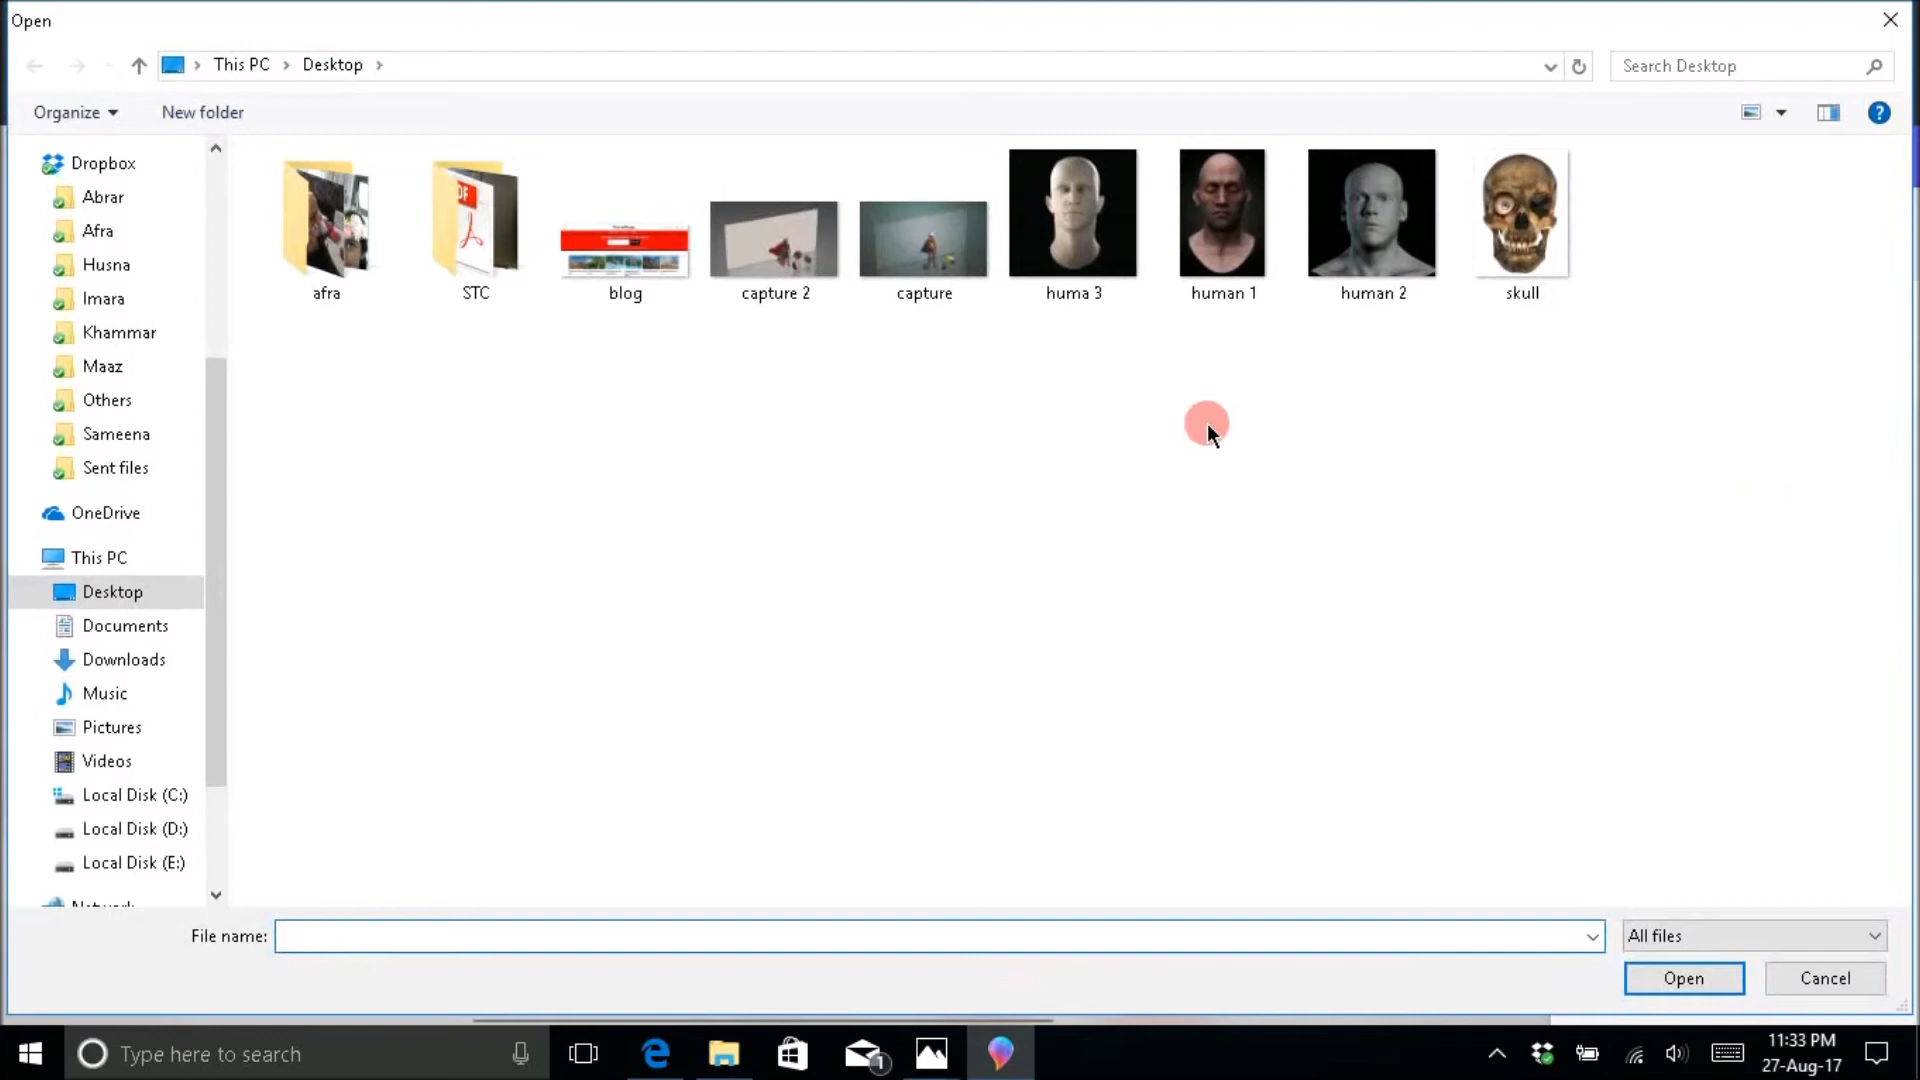 Open
This PC
Desktop
Search Desktop
Organize
New folder
Dropbox
Abrar
Afra
Husna
Imara
Khammar
Maaz
Others
Sameena
Sent files
OneDrive
This PC
Desktop
Documents
Downloads
Music
Pictures
Videos
Local Disk (C:)
Local Disk (D:)
Local Disk (E:)
Network
afra
STC
blog
capture 2
capture
huma 3
human 1
human 2
skull
File name:
All files
Open
Cancel
Type here to search
1
11:33 PM
27-Aug-17